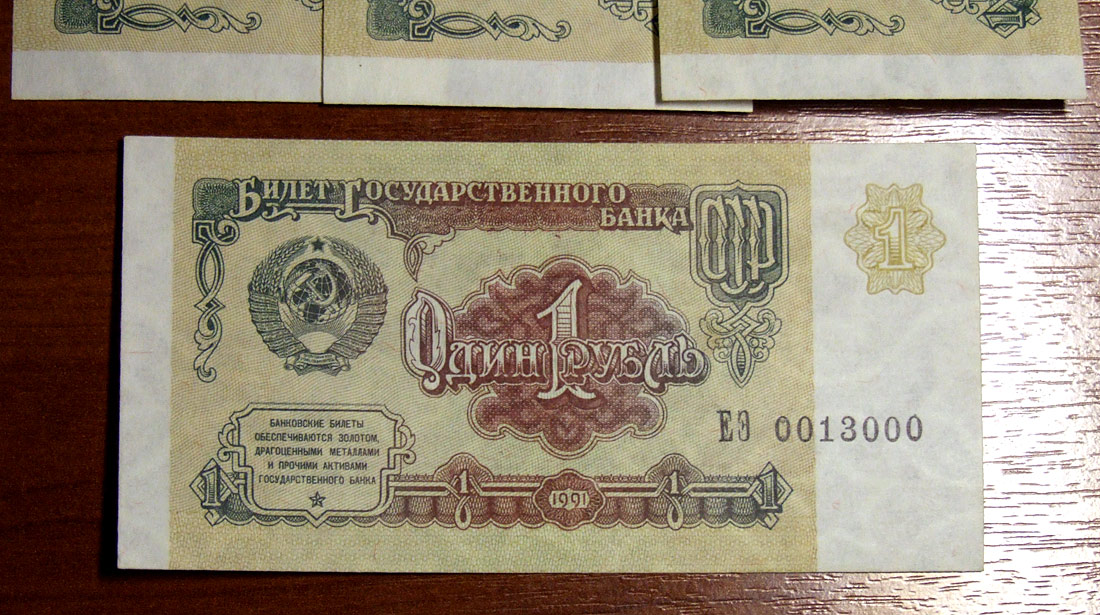 Билет Государственного
банка
СССР
1
Один рубль
1
ЕЭ 0013000
БАНКОВСКИЕ БИЛЕТЫ
ОБЕСПЕЧИВАЮТСЯ ЗОЛОТОМ,
ДРАГОЦЕННЫМИ МЕТАЛЛАМИ
И ПРОЧИМИ АКТИВАМИ
ГОСУДАРСТВЕННОГО БАНКА
1 1 1991 1 1